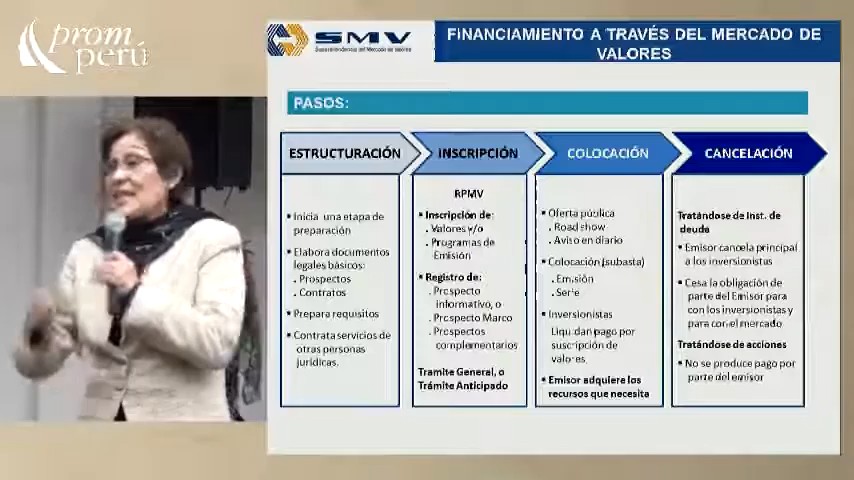 prom
perú
SMV
Superintendencia del Mercado de Valores
FINANCIAMIENTO A TRAVÉS DEL MERCADO DE
VALORES
PASOS:
ESTRUCTURACIÓN
Inicia una etapa de
preparación
Elabora documentos
legales básicos:
. Prospectos
. Contratos
Prepara requisitos
Contrata servicios de
otras personas
jurídicas.
INSCRIPCIÓN
RPMV
Inscripción de:
. Valores y/o
. Programas de
Emisión
Registro de:
. Prospecto
informativo, o
. Prospecto Marco
. Prospectos
complementarios
Tramite General, o
Trámite Anticipado
COLOCACIÓN
Oferta pública
. Road show
. Aviso en diario
Colocación (subasta)
. Emisión
. Serie
Inversionistas
Liquidan pago por
suscripción de
valores
Emisor adquiere los
recursos que necesita
CANCELACIÓN
Tratándose de Inst. de
deuda
Emisor cancela principal
a los inversionistas
Cesa la obligación de
parte del Emisor para
con los inversionistas y
para con el mercado
Tratándose de acciones
No se produce pago por
parte del emisor